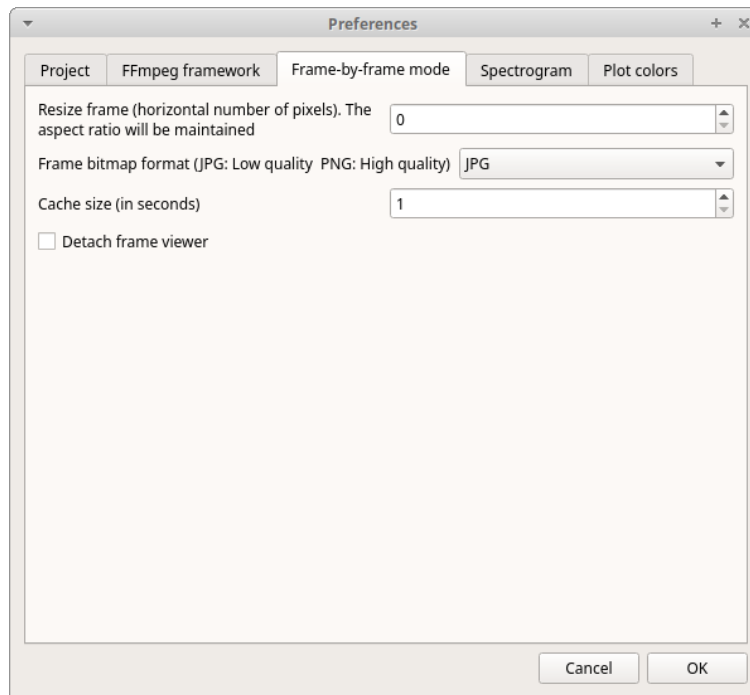 Preferences
Project
FFmpeg framework
Frame-by-frame mode
Spectrogram
Plot colors
Resize frame (horizontal number of pixels). The
aspect ratio will be maintained
0
Frame bitmap format (JPG: Low quality  PNG: High quality)
JPG
Cache size (in seconds)
1
Detach frame viewer
Cancel
OK